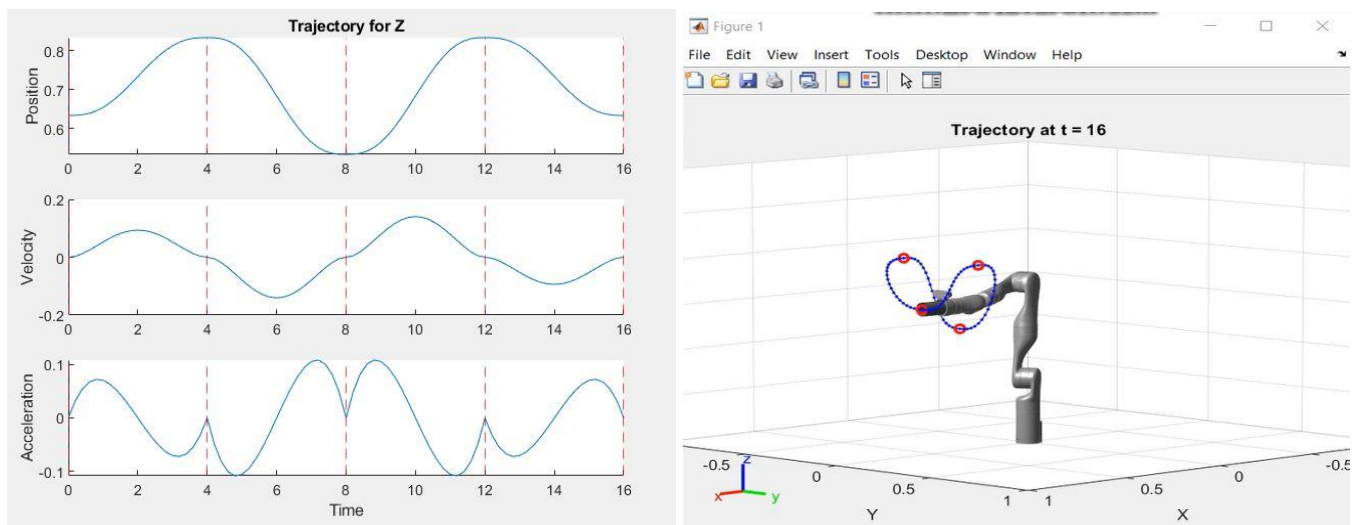 Trajectory for Z
0.8
0.7
0.6
Position
0 2 4 6 8 10 12 14 16
0.2
0
-0.2
Velocity
0 2 4 6 8 10 12 14 16
0.1
0
-0.1
Acceleration
0 2 4 6 8 10 12 14 16
Time
Figure 1
File Edit View Insert Tools Desktop Window Help
Trajectory at t = 16
-0.5 0 0.5 1
Y
1 0.5 0 -0.5
X
z
x y